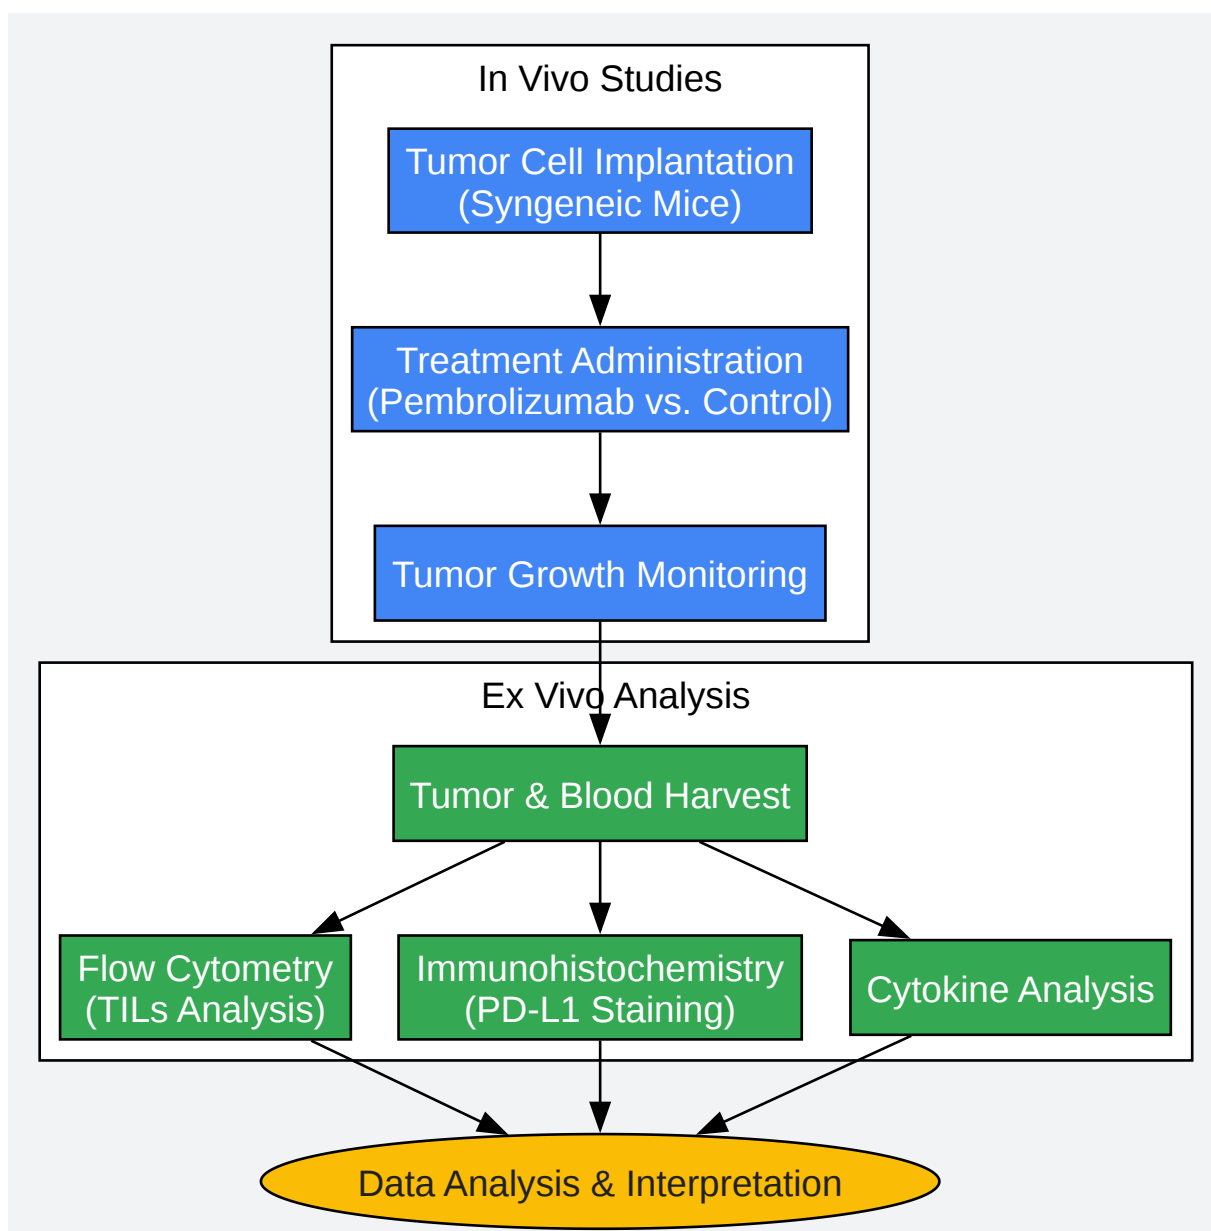 In Vivo Studies
Tumor Cell Implantation
(Syngeneic Mice)
Treatment Administration
(Pembrolizumab vs. Control)
Tumor Growth Monitoring
Ex Vivo Analysis
Tumor & Blood Harvest
Flow Cytometry
(TILs Analysis)
Immunohistochemistry
(PD-L1 Staining)
Cytokine Analysis
Data Analysis & Interpretation